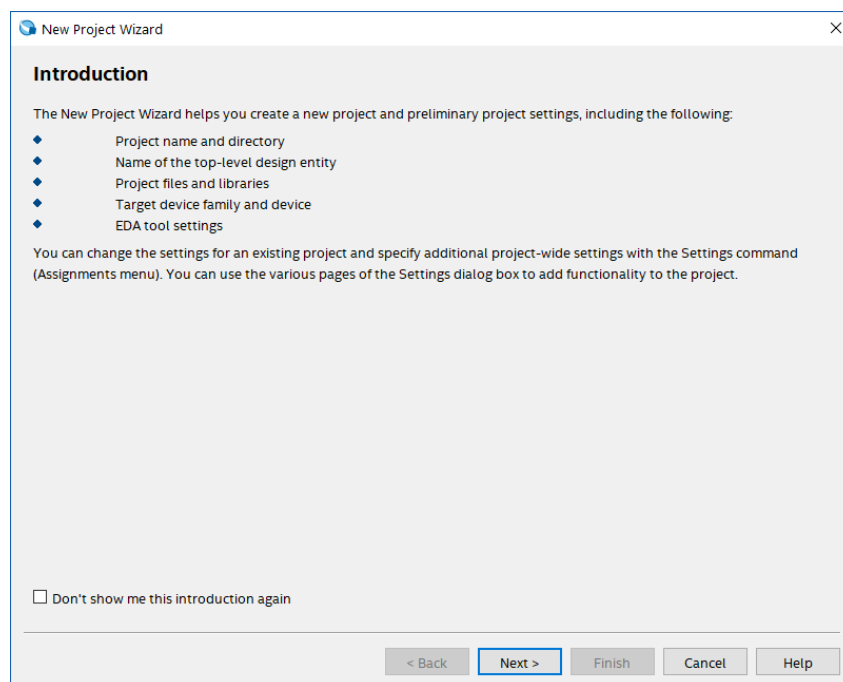 New Project Wizard
Introduction
The New Project Wizard helps you create a new project and preliminary project settings, including the following:
Project name and directory
Name of the top-level design entity
Project files and libraries
Target device family and device
EDA tool settings
You can change the settings for an existing project and specify additional project-wide settings with the Settings command
(Assignments menu). You can use the various pages of the Settings dialog box to add functionality to the project.
Don't show me this introduction again
< Back Next > Finish Cancel Help